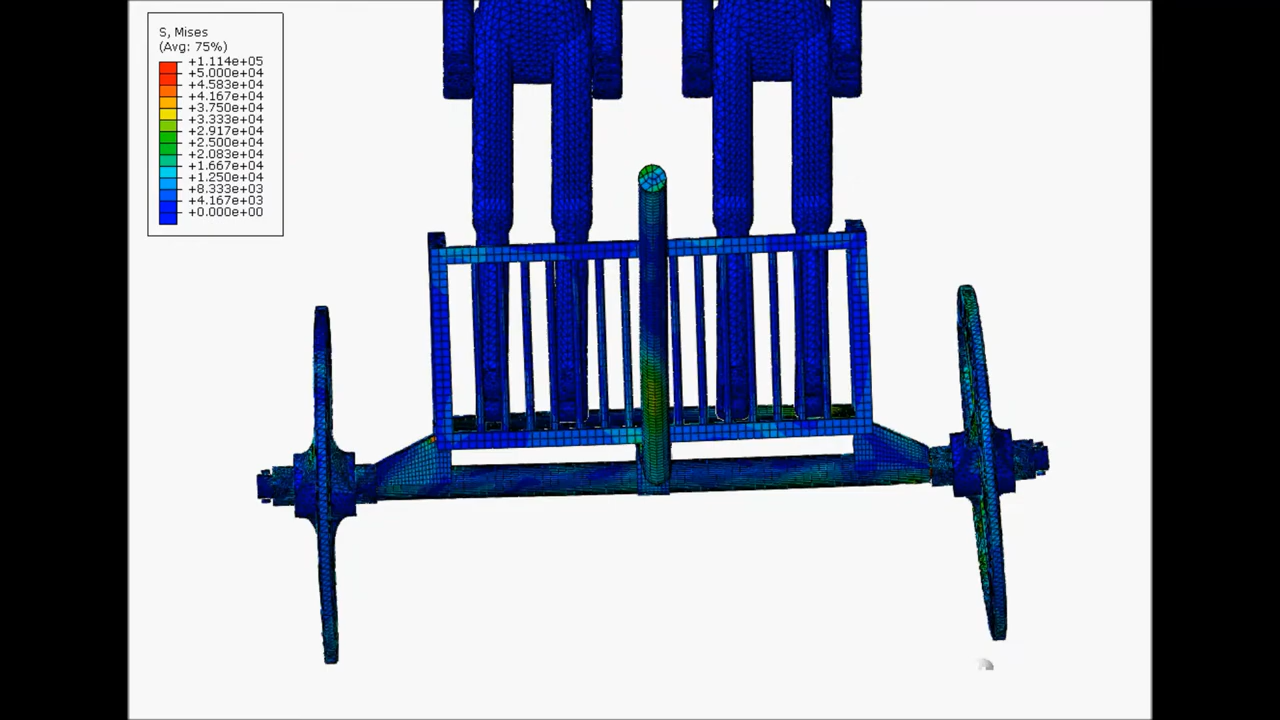 S, Mises
(Avg: 75%)
+1.114e+05
+5.000e+04
+4.583e+04
+4.167e+04
+3.750e+04
+3.333e+04
+2.917e+04
+2.500e+04
+2.083e+04
+1.667e+04
+1.250e+04
+8.333e+03
+4.167e+03
+0.000e+00